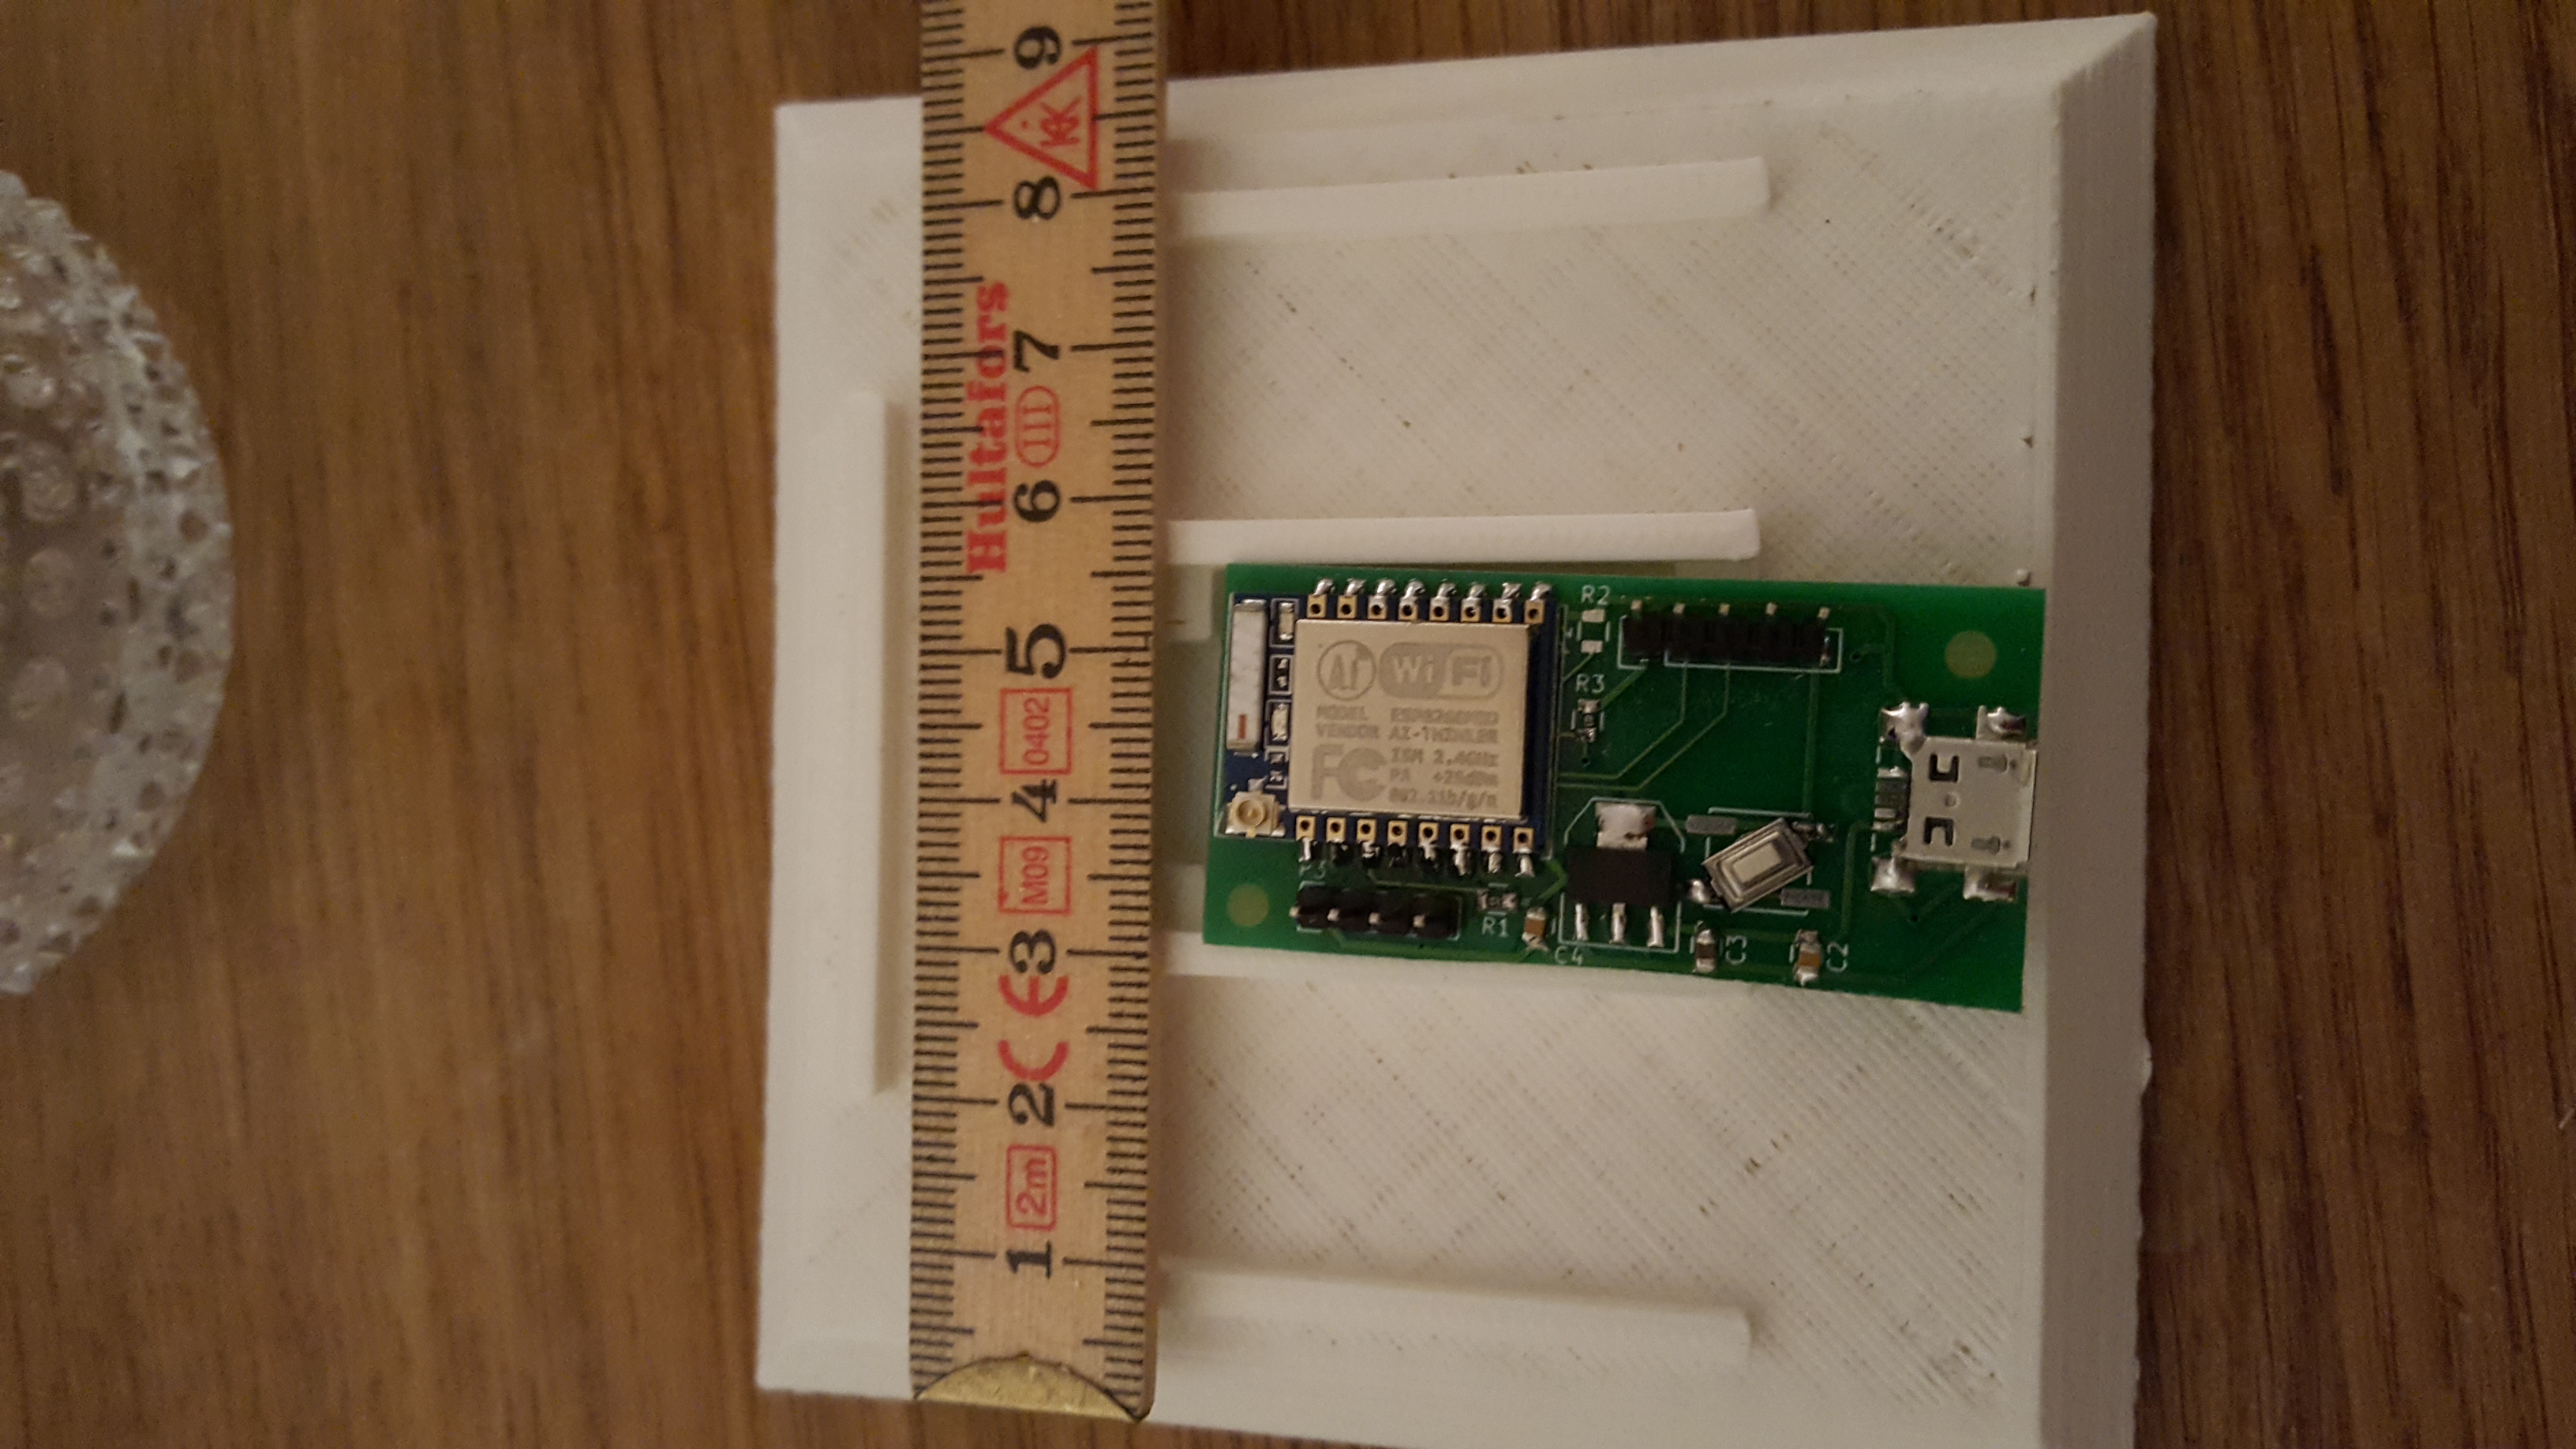 Hultafors
1 2m 2 CE 3 M09 4 0402 5 6 III 7 8 KK 9
Ai
WiFi
MODEL ESP8266MOD
VENDOR AI-THINKER
ISM 2.4GHz
PA +25dBm
802.11b/g/n
FC
R1
C4
R3
R2
C3
C2